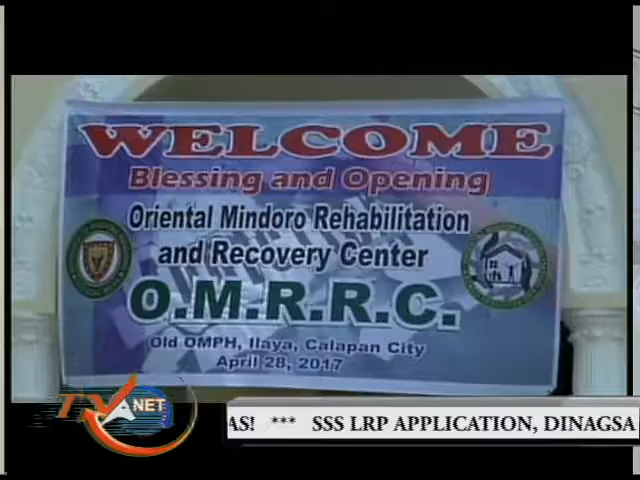 WELCOME
Blessing and Opening
Oriental Mindoro Rehabilitation
and Recovery Center
O.M.R.R.C.
Old OMPH, Ilaya, Calapan City
April 28, 2017
TV
NET
AS! *** SSS LRP APPLICATION, DINAGSA